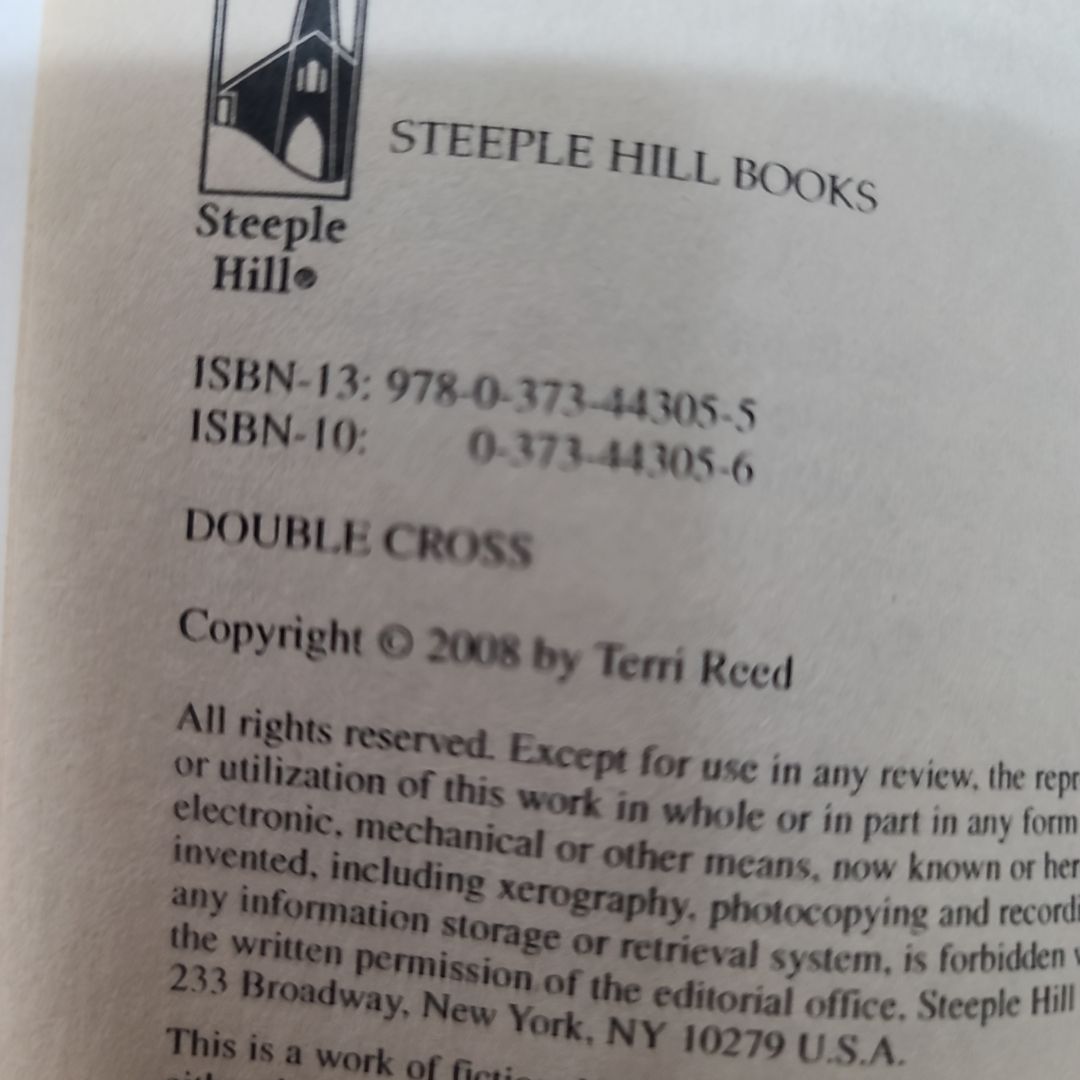 STEEPLE HILL BOOKS
Steeple
Hill®
ISBN-13: 978-0-373-44305-5
ISBN-10: 0-373-44305-6
DOUBLE CROSS
Copyright © 2008 by Terri Reed
All rights reserved. Except for use in any review, the repr
or utilization of this work in whole or in part in any form
electronic, mechanical or other means, now known or her
invented, including xerography, photocopying and recordi
any information storage or retrieval system, is forbidden
the written permission of the editorial office, Steeple Hill
233 Broadway, New York, NY 10279 U.S.A.
This is a work of fictio